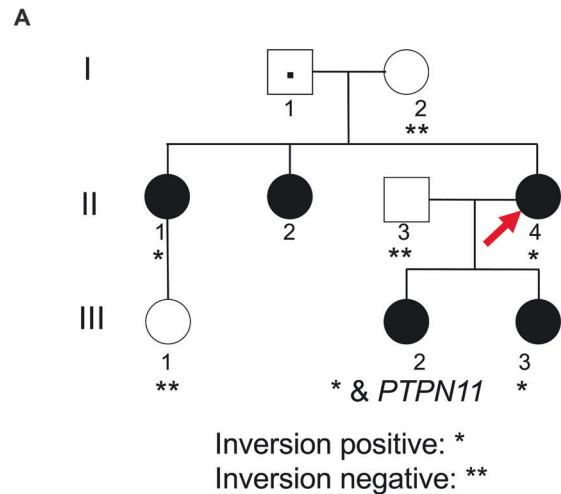 A
I
1
2
**
II
1
2
3
4
*
**
*
III
1
2
3
**
* & PTPN11
*
Inversion positive: *
Inversion negative: **